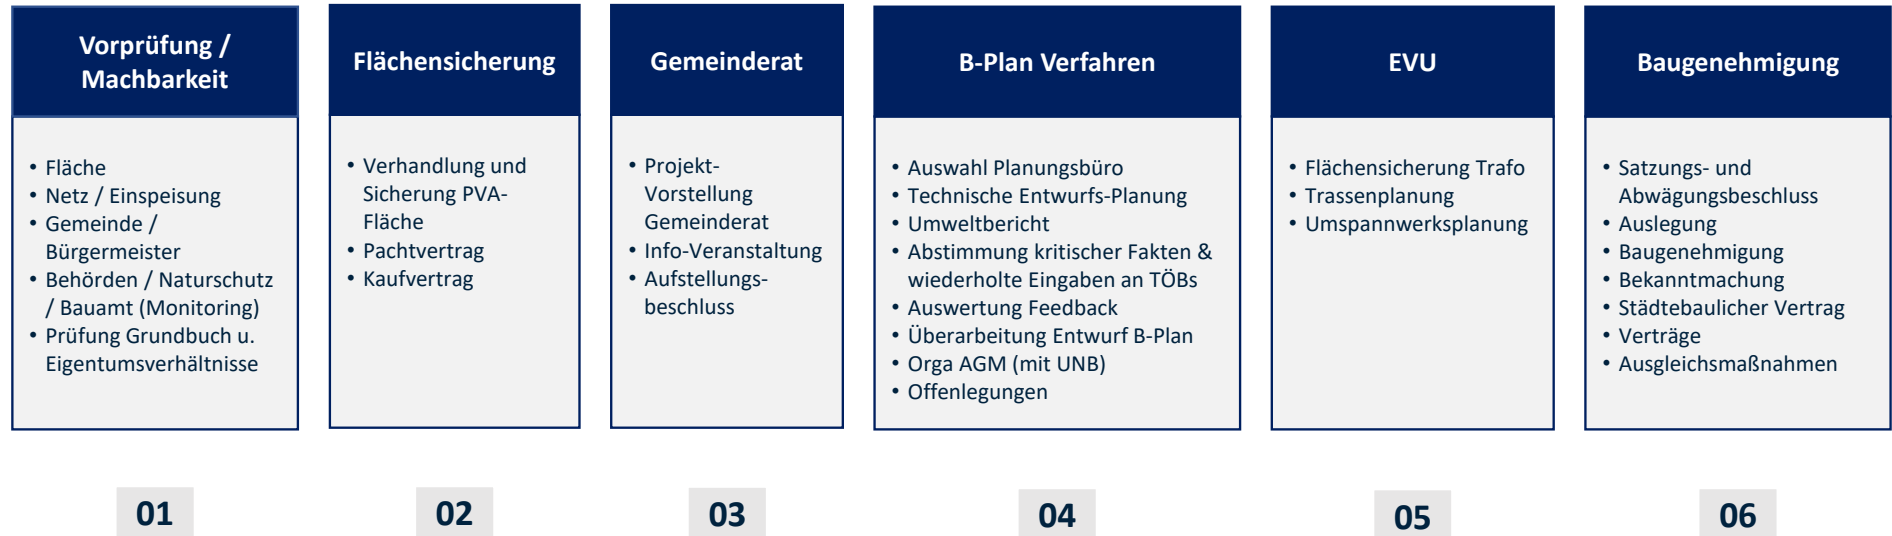 Vorprüfung /
Machbarkeit
• Fläche
• Netz / Einspeisung
• Gemeinde /
Bürgermeister
• Behörden / Naturschutz
/ Bauamt (Monitoring)
• Prüfung Grundbuch u.
Eigentumsverhältnisse
01
Flächensicherung
• Verhandlung und
Sicherung PVA-
Fläche
• Pachtvertrag
• Kaufvertrag
02
Gemeinderat
• Projekt-
Vorstellung
Gemeinderat
• Info-Veranstaltung
• Aufstellungs-
beschluss
03
B-Plan Verfahren
• Auswahl Planungsbüro
• Technische Entwurfs-Planung
• Umweltbericht
• Abstimmung kritischer Fakten &
wiederholte Eingaben an TÖBs
• Auswertung Feedback
• Überarbeitung Entwurf B-Plan
• Orga AGM (mit UNB)
• Offenlegungen
04
EVU
• Flächensicherung Trafo
• Trassenplanung
• Umspannwerksplanung
05
Baugenehmigung
• Satzungs- und
Abwägungsbeschluss
• Auslegung
• Baugenehmigung
• Bekanntmachung
• Städtebaulicher Vertrag
• Verträge
• Ausgleichsmaßnahmen
06